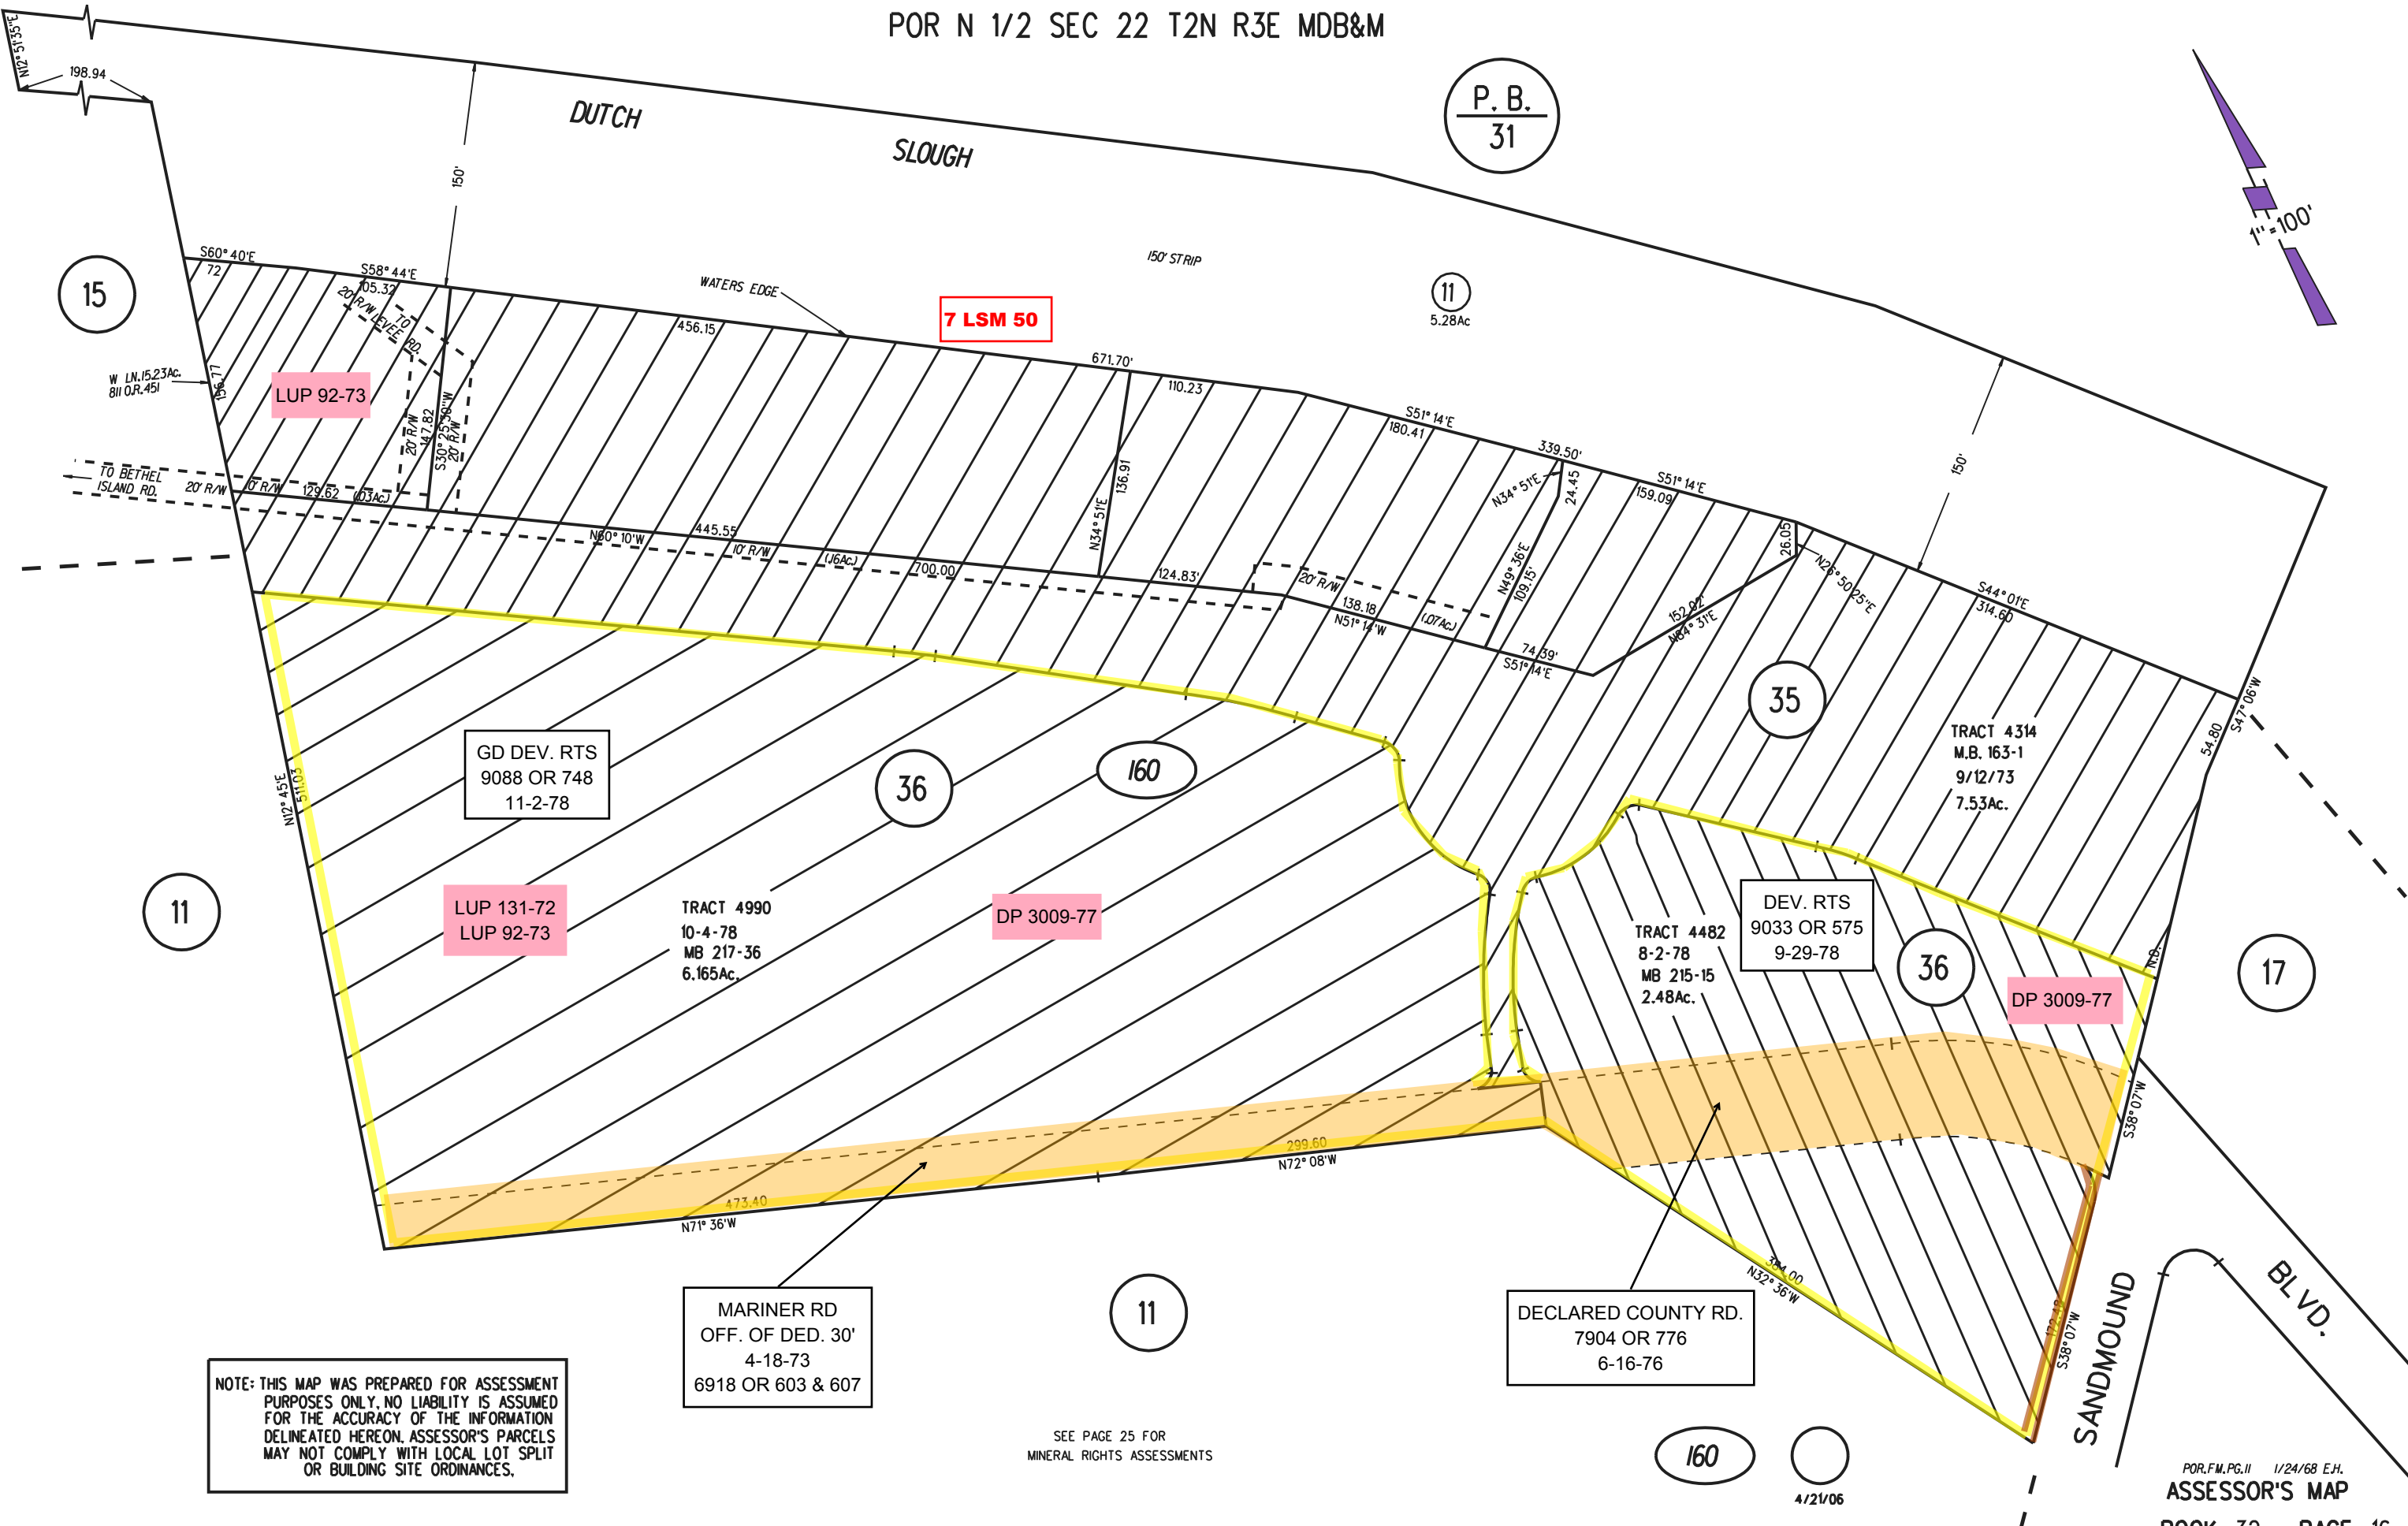 POR N 1/2 SEC 22 T2N R3E MDB&M
N12° 51'35"E
198.94
DUTCH
SLOUGH
P. B.
31
1"-100'
150'
150' STRIP
11
5.28Ac
15
S60° 40'E
72
S58° 44'E
105.32
20' R/W TO
LEVEE RD.
WATERS EDGE
7 LSM 50
456.15
671.70'
110.23
W LN.15.23Ac.
811 O.R.451
LUP 92-73
20' R/W
147.82
S30° 25'30"W
20' R/W
136.91
N34° 51'E
S51° 14'E
180.41
339.50'
N34° 51'E
24.45
S51° 14'E
159.09
150'
26.05
N26° 50'25"E
TO BETHEL
ISLAND RD.
20' R/W
10' R/W
129.62
(.03Ac.)
445.55
N60° 10'W
10' R/W
(.16Ac.)
700.00
124.83'
20' R/W
138.18
N51° 14'W
(.07Ac.)
N49° 36'E
109.15'
74.39'
S51° 14'E
152.02'
N84° 31'E
S44° 01'E
314.60
35
54.80
S47° 06'W
TRACT 4314
M.B. 163-1
9/12/73
7.53Ac.
GD DEV. RTS
9088 OR 748
11-2-78
36
160
N12° 45'E
511.03
11
LUP 131-72
LUP 92-73
TRACT 4990
10-4-78
MB 217-36
6.165Ac.
DP 3009-77
TRACT 4482
8-2-78
MB 215-15
2.48Ac.
DEV. RTS
9033 OR 575
9-29-78
36
N.B.
DP 3009-77
17
S38° 07'W
473.40
N71° 36'W
299.60
N72° 08'W
384.00
N32° 36'W
S38° 07'W
MARINER RD
OFF. OF DED. 30'
4-18-73
6918 OR 603 & 607
11
DECLARED COUNTY RD.
7904 OR 776
6-16-76
SANDMOUND
BLVD.
NOTE: THIS MAP WAS PREPARED FOR ASSESSMENT
PURPOSES ONLY. NO LIABILITY IS ASSUMED
FOR THE ACCURACY OF THE INFORMATION
DELINEATED HEREON. ASSESSOR'S PARCELS
MAY NOT COMPLY WITH LOCAL LOT SPLIT
OR BUILDING SITE ORDINANCES.
SEE PAGE 25 FOR
MINERAL RIGHTS ASSESSMENTS
160
4/21/06
POR.F.M.PG.11 1/24/68 E.H.
ASSESSOR'S MAP